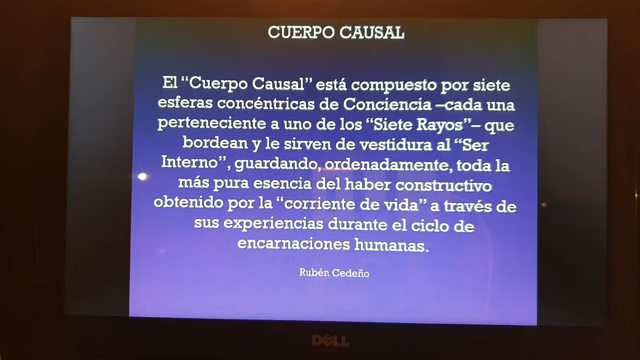 CUERPO CAUSAL
El “Cuerpo Causal” está compuesto por siete
esferas concéntricas de Conciencia –cada una
perteneciente a uno de los “Siete Rayos”– que
bordean y le sirven de vestidura al “Ser
Interno”, guardando, ordenadamente, toda la
más pura esencia del haber constructivo
obtenido por la “corriente de vida” a través de
sus experiencias durante el ciclo de
encarnaciones humanas.
Rubén Cedeño
DELL